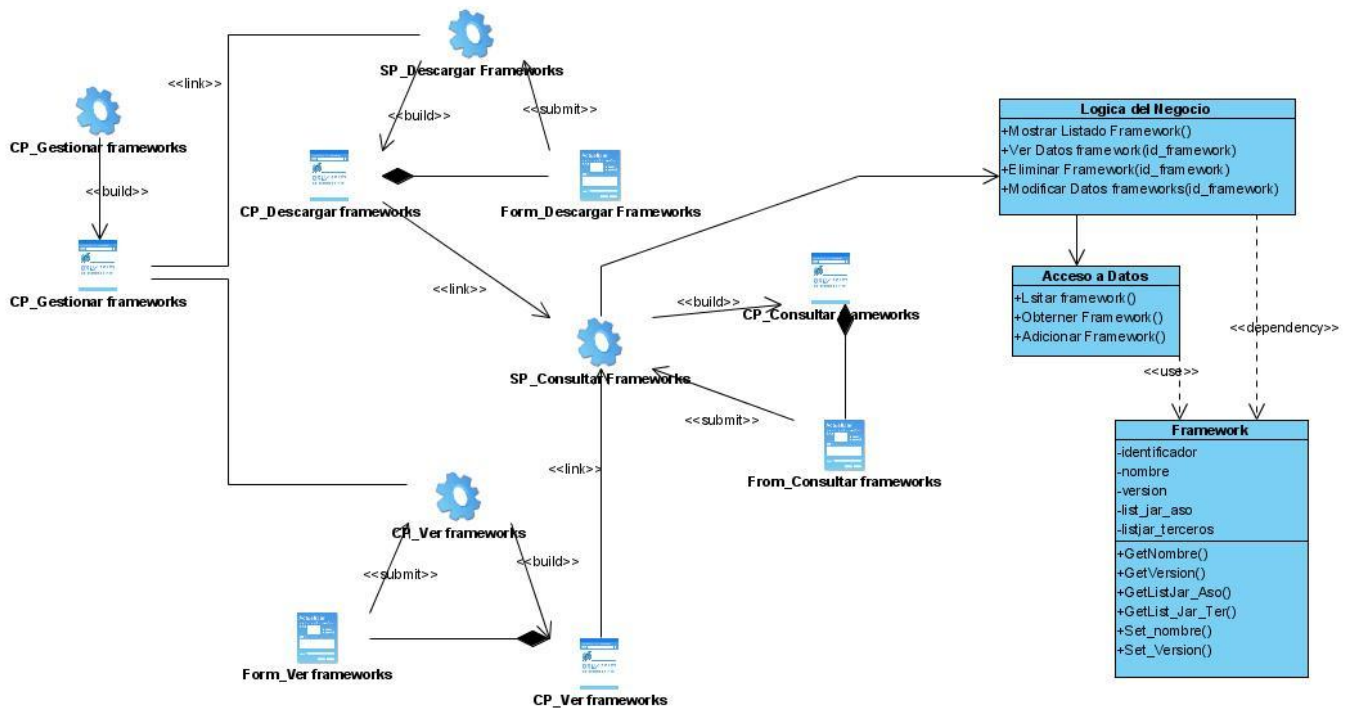 SP_Descargar Frameworks
<<link>>
CP_Gestionar frameworks
<<build>>
<<submit>>
<<build>>
CP_Descargar frameworks
Form_Descargar Frameworks
CP_Gestionar frameworks
<<link>>
<<build>>
CP_Consultar frameworks
SP_Consultar Frameworks
<<submit>>
<<link>>
From_Consultar frameworks
CP_Ver frameworks
<<submit>>
<<build>>
Form_Ver frameworks
CP_Ver frameworks
Logica del Negocio
+Mostrar Listado Framework()
+Ver Datos framework(id_framework)
+Eliminar Framework(id_framework)
+Modificar Datos frameworks(id_framework)
Acceso a Datos
+Lsitar framework()
+Obterner Framework()
+Adicionar Framework()
<<dependency>>
<<use>>
Framework
-identificador
-nombre
-version
-list_jar_aso
-listjar_terceros
+GetNombre()
+GetVersion()
+GetListJar_Aso()
+GetList_Jar_Ter()
+Set_nombre()
+Set_Version()